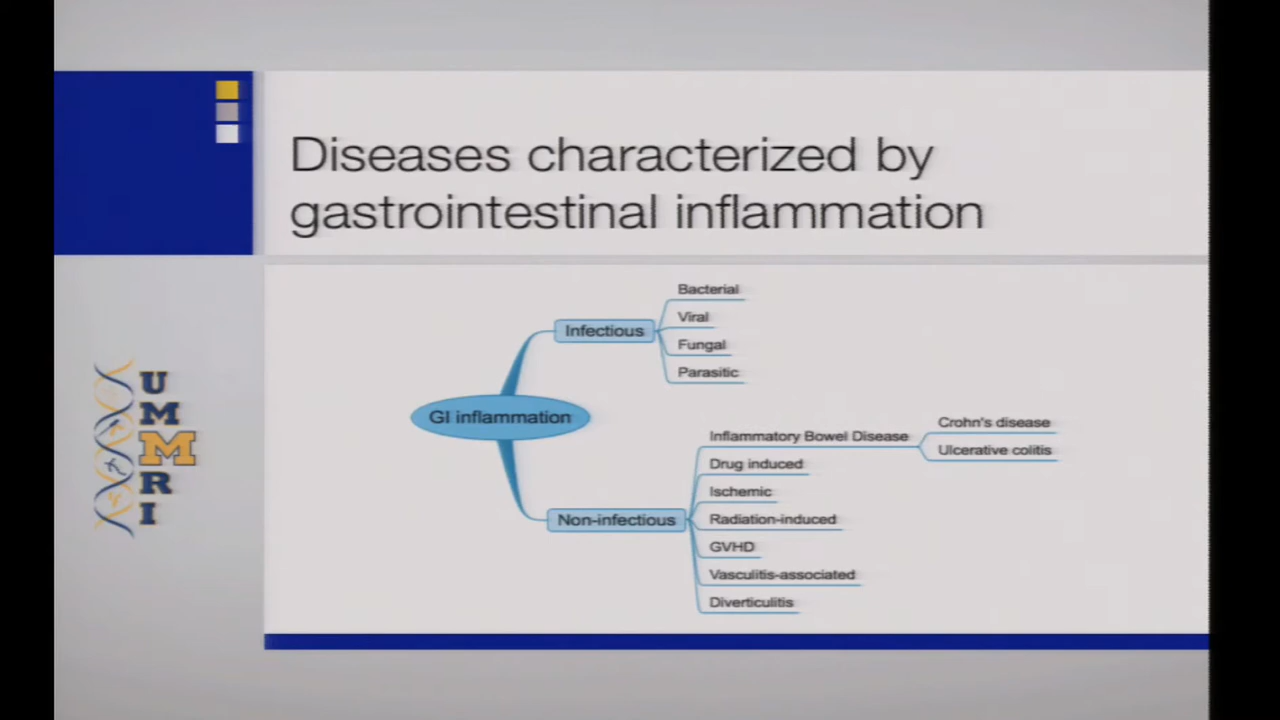 Diseases characterized by
gastrointestinal inflammation
Bacterial
Viral
Infectious
Fungal
Parasitic
GI inflammation
Crohn's disease
Inflammatory Bowel Disease
Ulcerative colitis
Drug induced
Ischemic
Radiation-induced
Non-infectious
GVHD
Vasculitis-associated
Diverticulitis
U
M
M
R
I